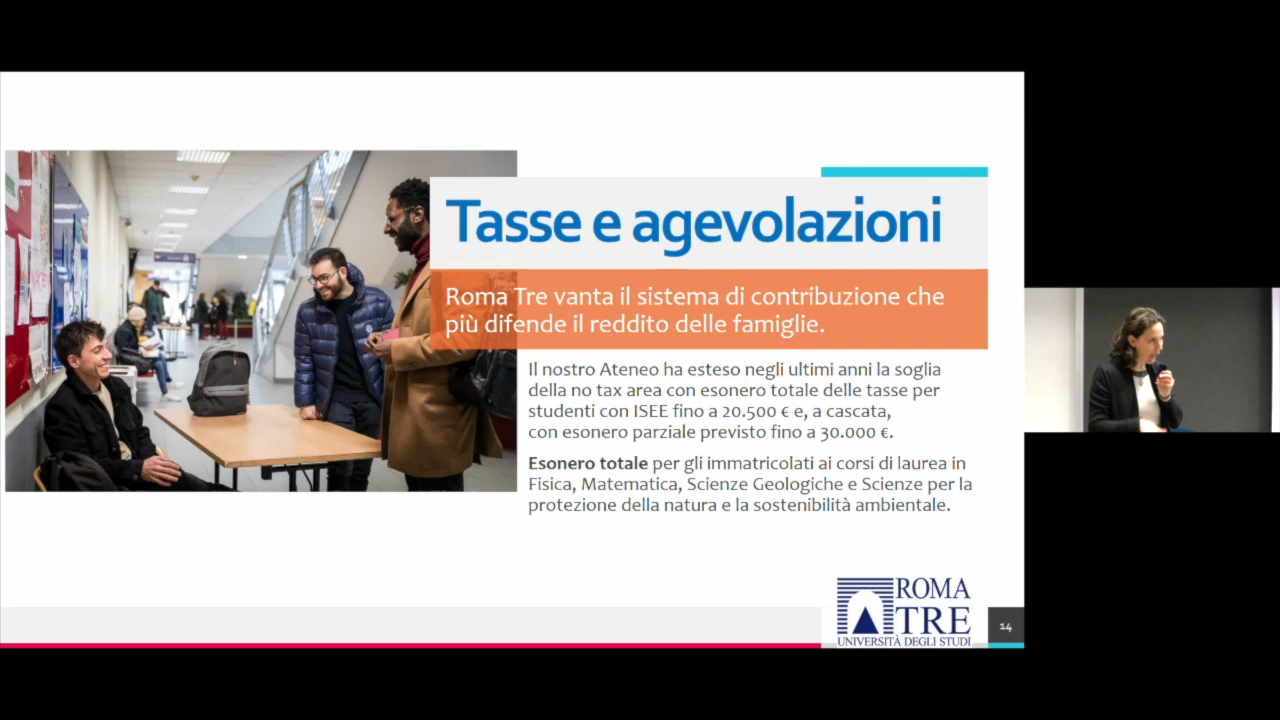 Tasse e agevolazioni
Roma Tre vanta il sistema di contribuzione che
più difende il reddito delle famiglie.
Il nostro Ateneo ha esteso negli ultimi anni la soglia
della no tax area con esonero totale delle tasse per
studenti con ISEE fino a 20.500 € e, a cascata,
con esonero parziale previsto fino a 30.000 €.
Esonero totale per gli immatricolati ai corsi di laurea in
Fisica, Matematica, Scienze Geologiche e Scienze per la
protezione della natura e la sostenibilità ambientale.
ROMA
TRE
UNIVERSITÀ DEGLI STUDI
14